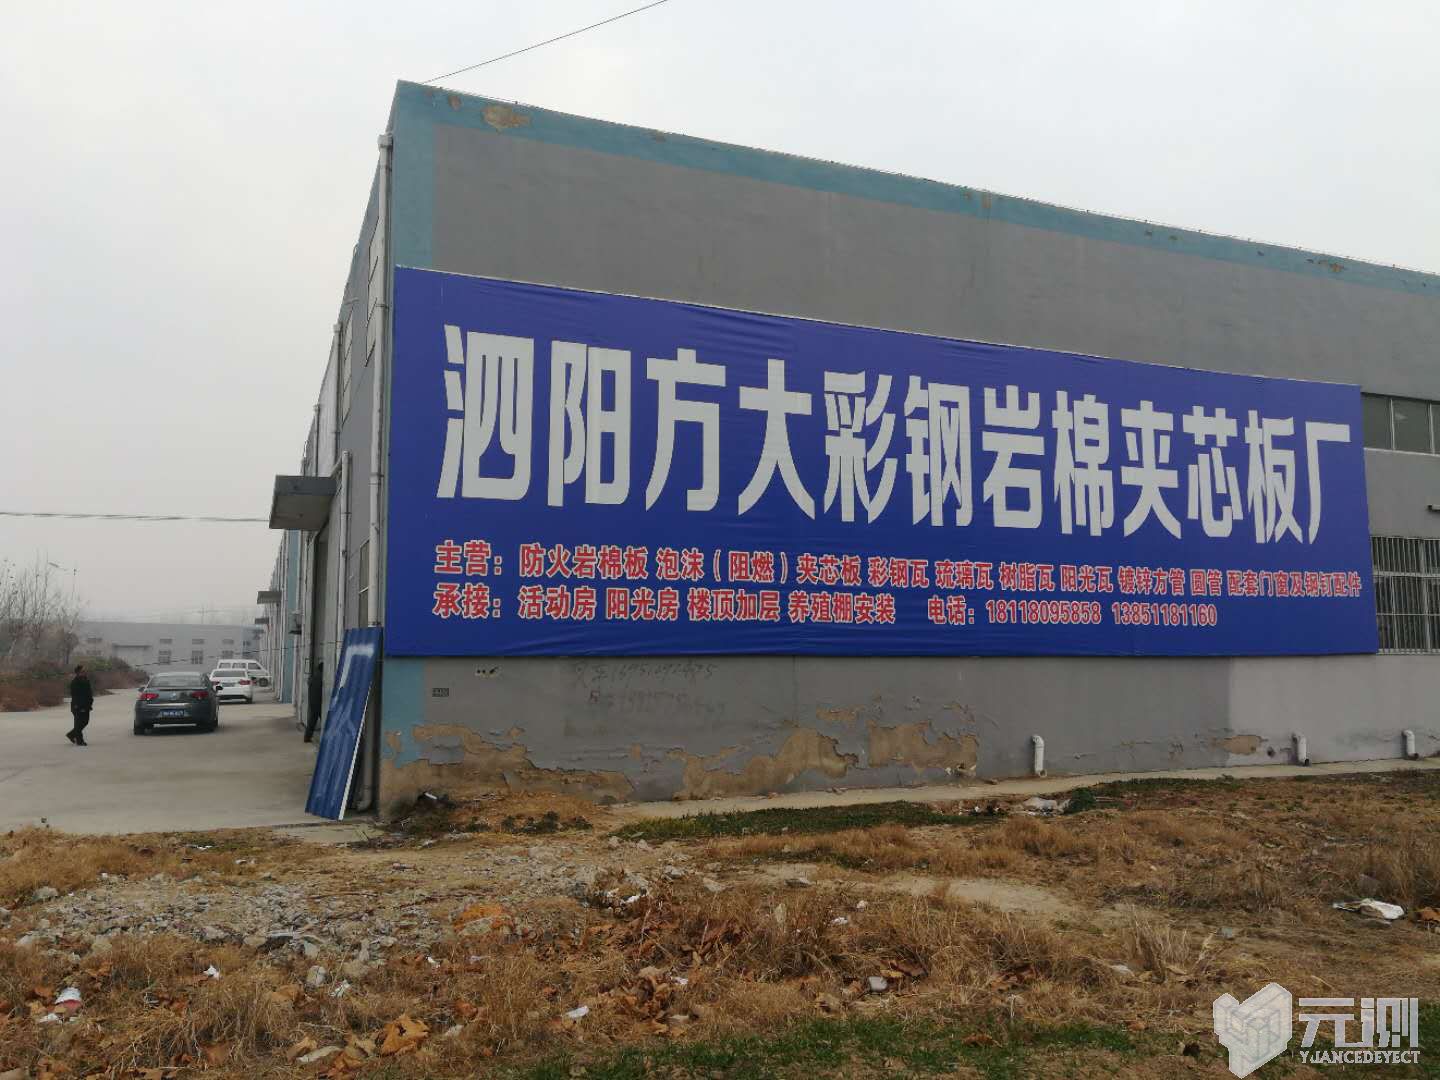 泗阳方大彩钢岩棉夹芯板厂
主营：防火岩棉板 泡沫（阻燃）夹芯板 彩钢瓦 琉璃瓦 树脂瓦 阳光瓦 镀锌方管 圆管 配套门窗及钢钉配件
承接：活动房 阳光房 楼顶加层 养殖棚安装 电话：18118095858 13851181160
元测
YJANCEDEYECT